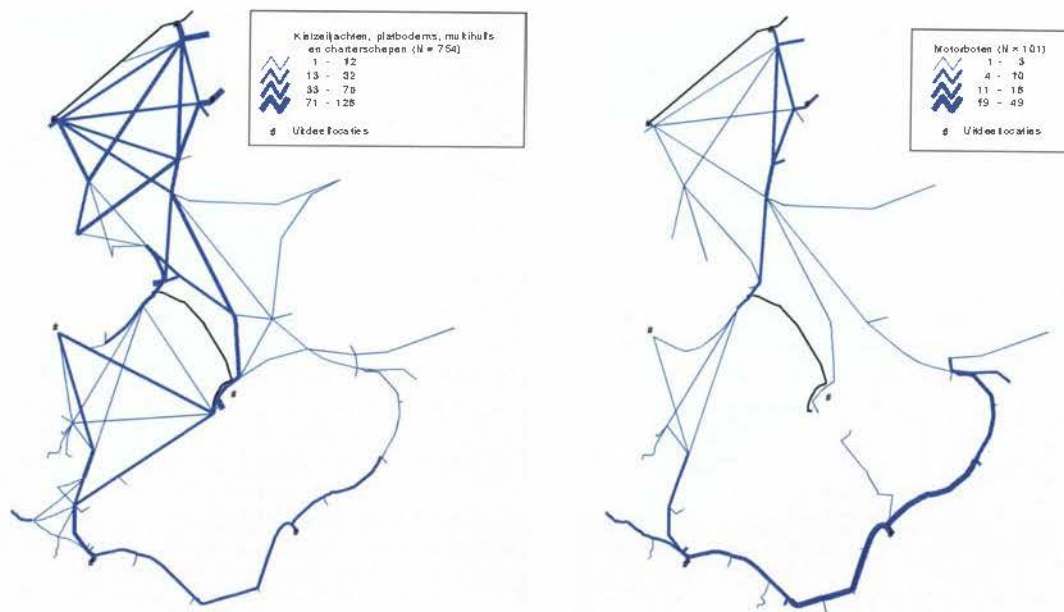 Kielzeiljachten, platbodems, multihulls
en charterschepen (N = 754)
1 - 12
13 - 32
33 - 70
71 - 128
# Uitdeellocaties
Motorboten (N = 101)
1 - 3
4 - 10
11 - 18
19 - 49
# Uitdeellocaties
#
#
#
#
#
#
#
#
#
#
#
#